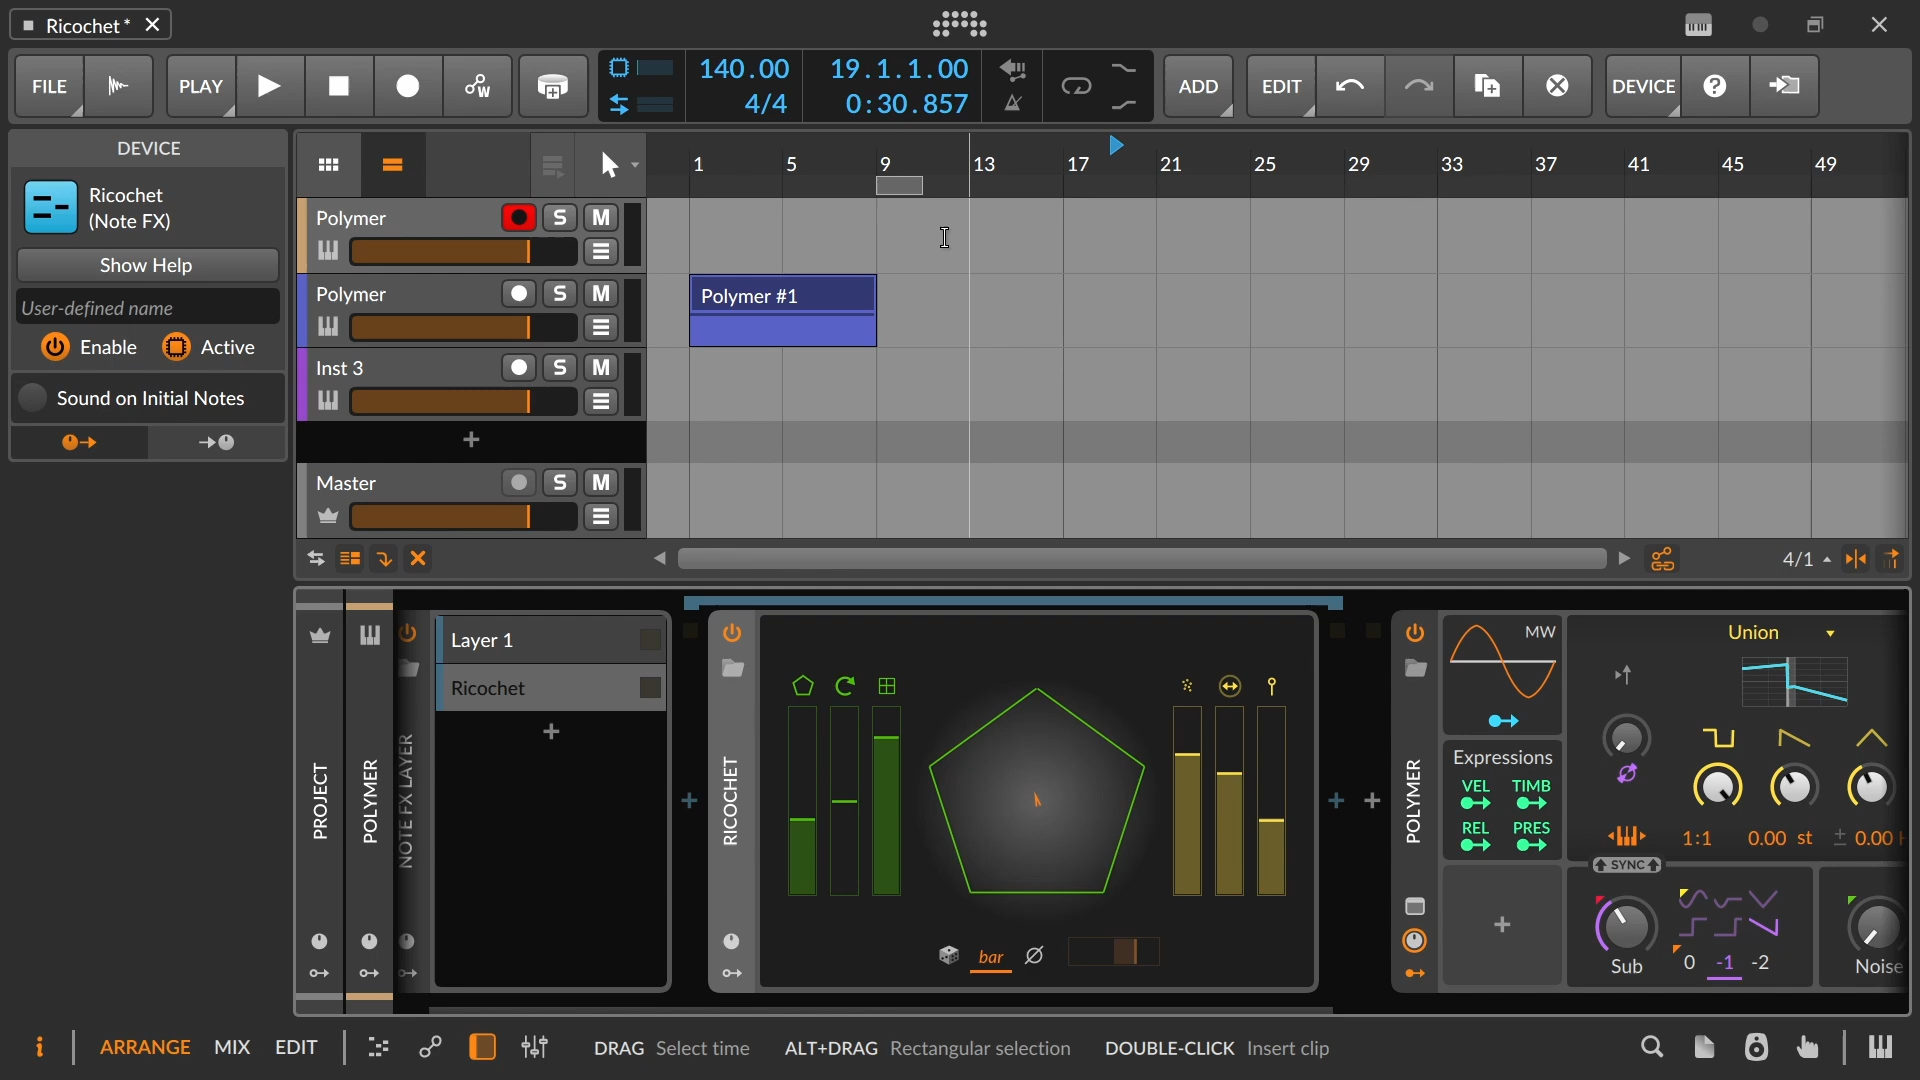 Ricochet*
FILE PLAY 140.00 19.1.1.00 ADD EDIT DEVICE
4/4 0:30.857
DEVICE
Ricochet
(Note FX)
Show Help
User-defined name
Enable Active
Sound on Initial Notes
1 5 9 13 17 21 25 29 33 37 41 45 49
Polymer S M
Polymer S M
Polymer #1
Inst 3 S M
+
Master S M
4/1
PROJECT
POLYMER
NOTE FX LAYER
Layer 1
Ricochet
+
RICOCHET
bar
POLYMER
MW
Expressions
VEL TIMB
REL PRES
+
Union
1:1 0.00 st ± 0.00
SYNC
Sub
0 -1 -2
Noise
i ARRANGE MIX EDIT DRAG Select time ALT+DRAG Rectangular selection DOUBLE-CLICK Insert clip